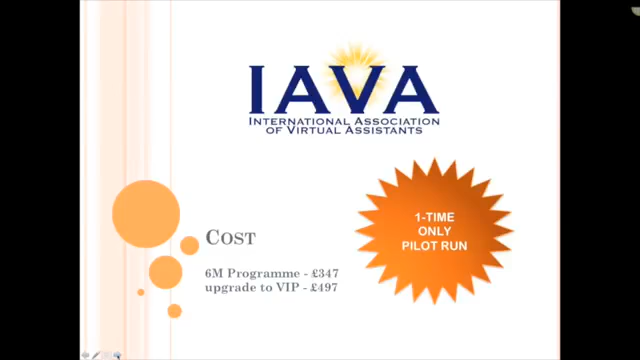 IAVA
INTERNATIONAL ASSOCIATION
OF VIRTUAL ASSISTANTS
1-TIME
ONLY
PILOT RUN
COST
6M Programme - £347
upgrade to VIP - £497